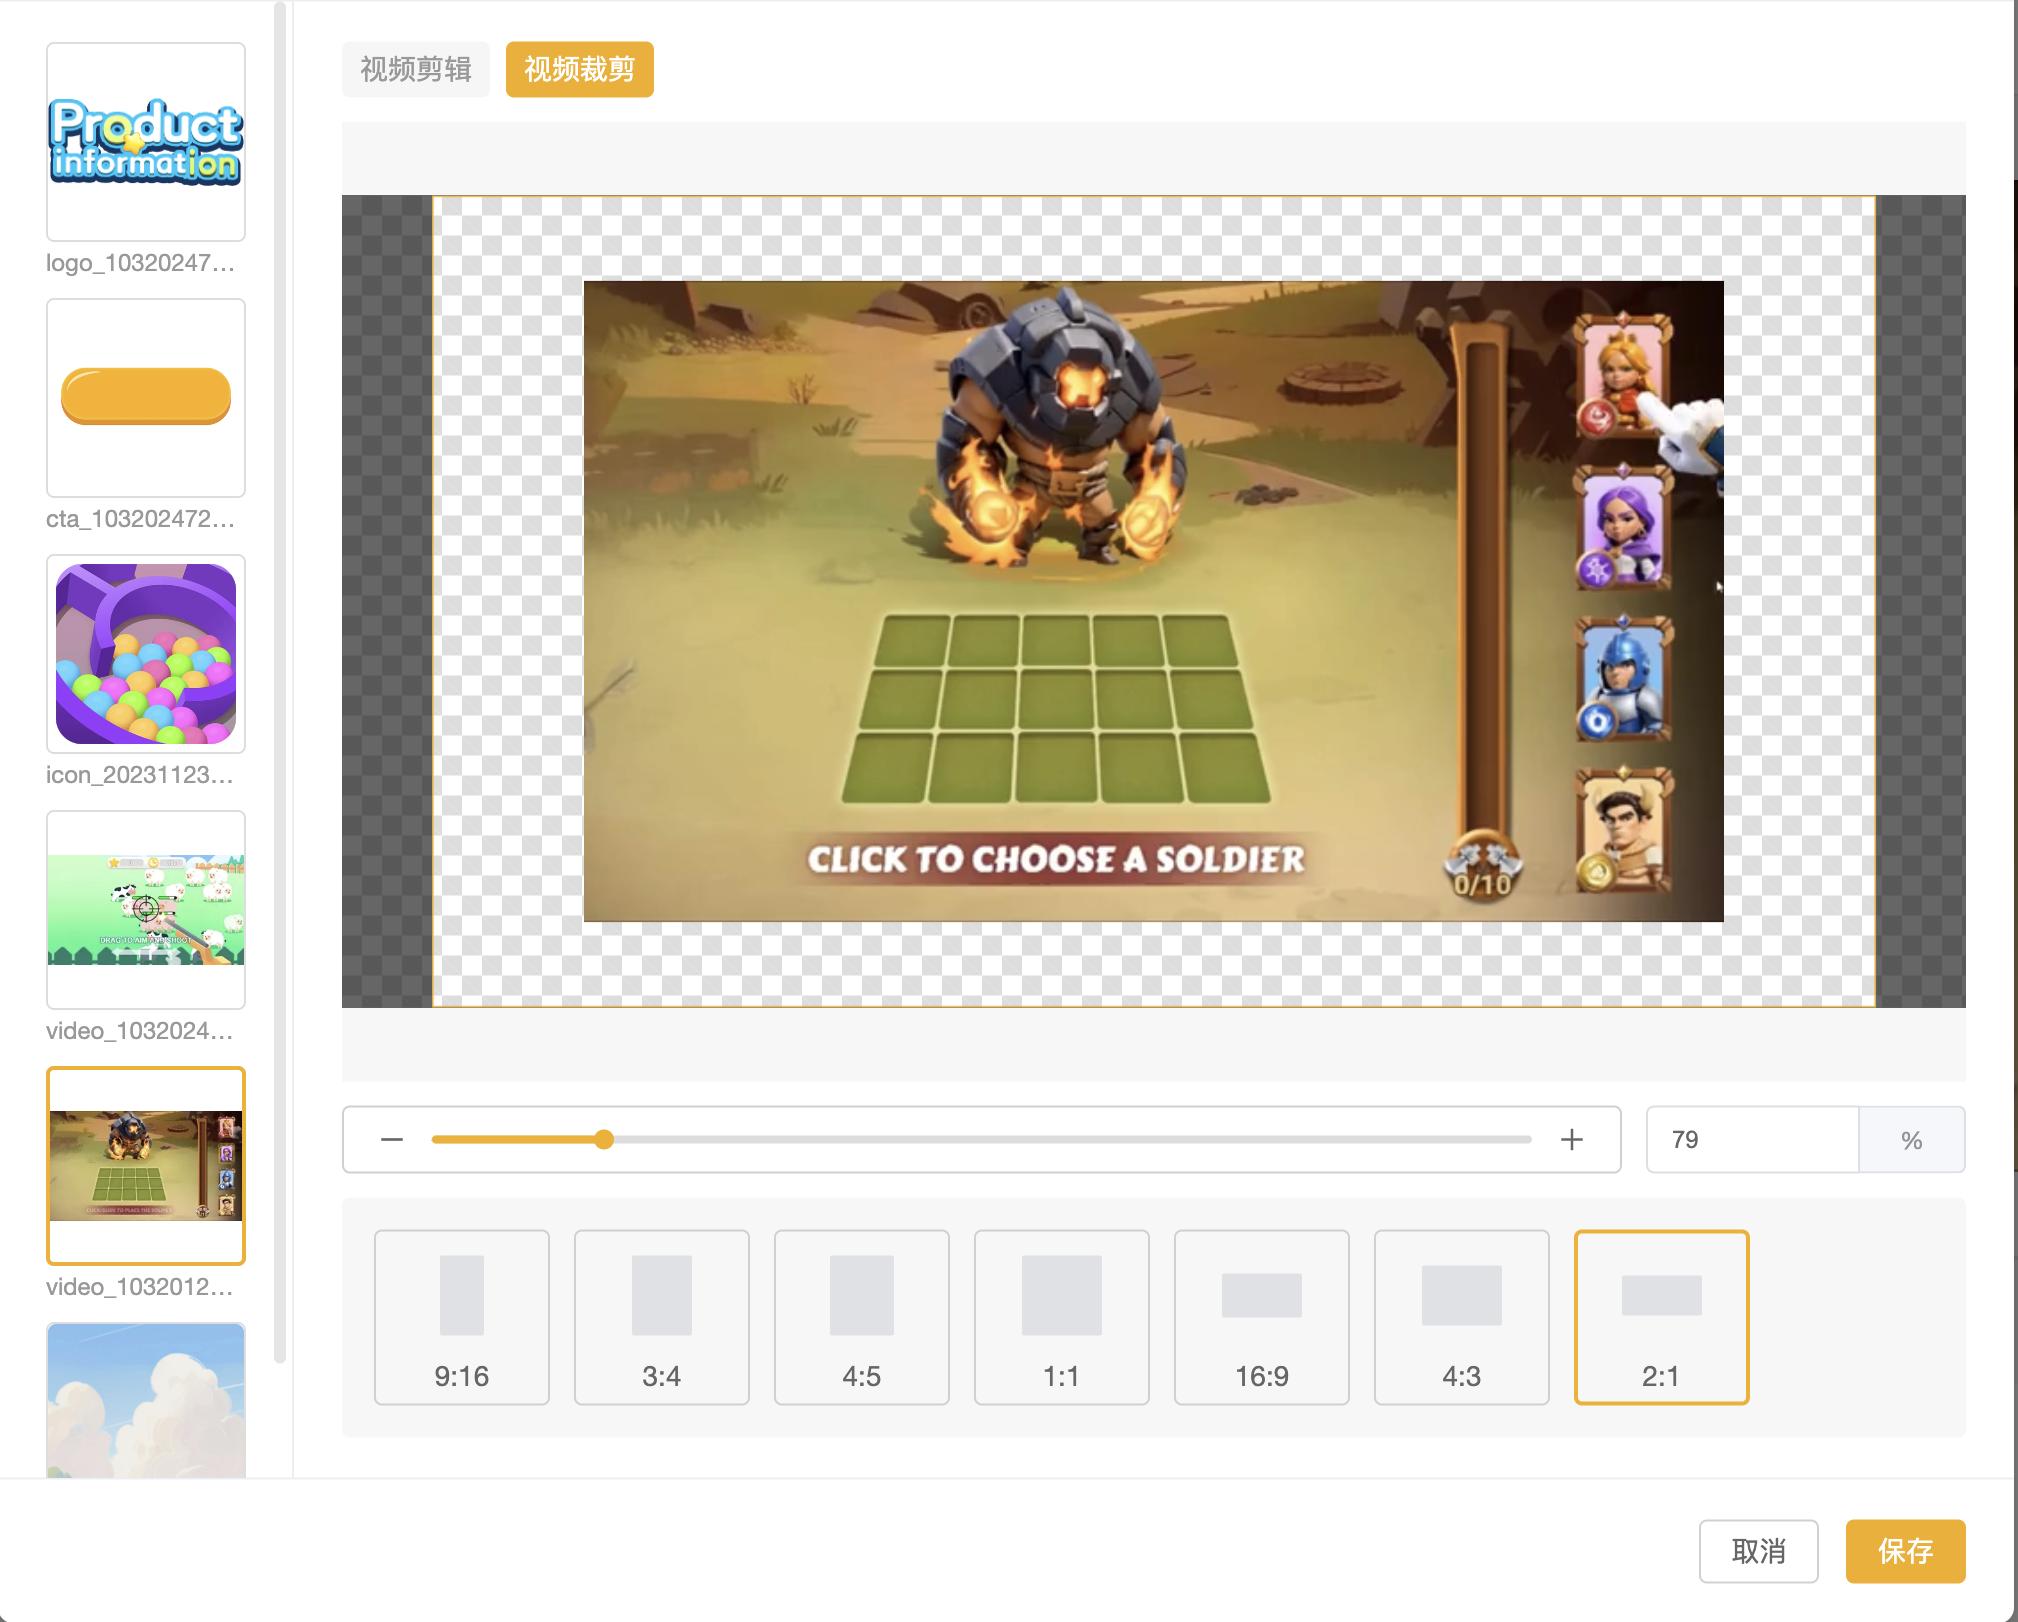 Product
information
logo_10320247...
cta_103202472...
icon_20231123...
DRAG TO AIM AND SHOOT
video_1032024...
video_1032012...
视频剪辑 视频裁剪
CLICK TO CHOOSE A SOLDIER
0/10
79 %
9:16 3:4 4:5 1:1 16:9 4:3 2:1
取消 保存